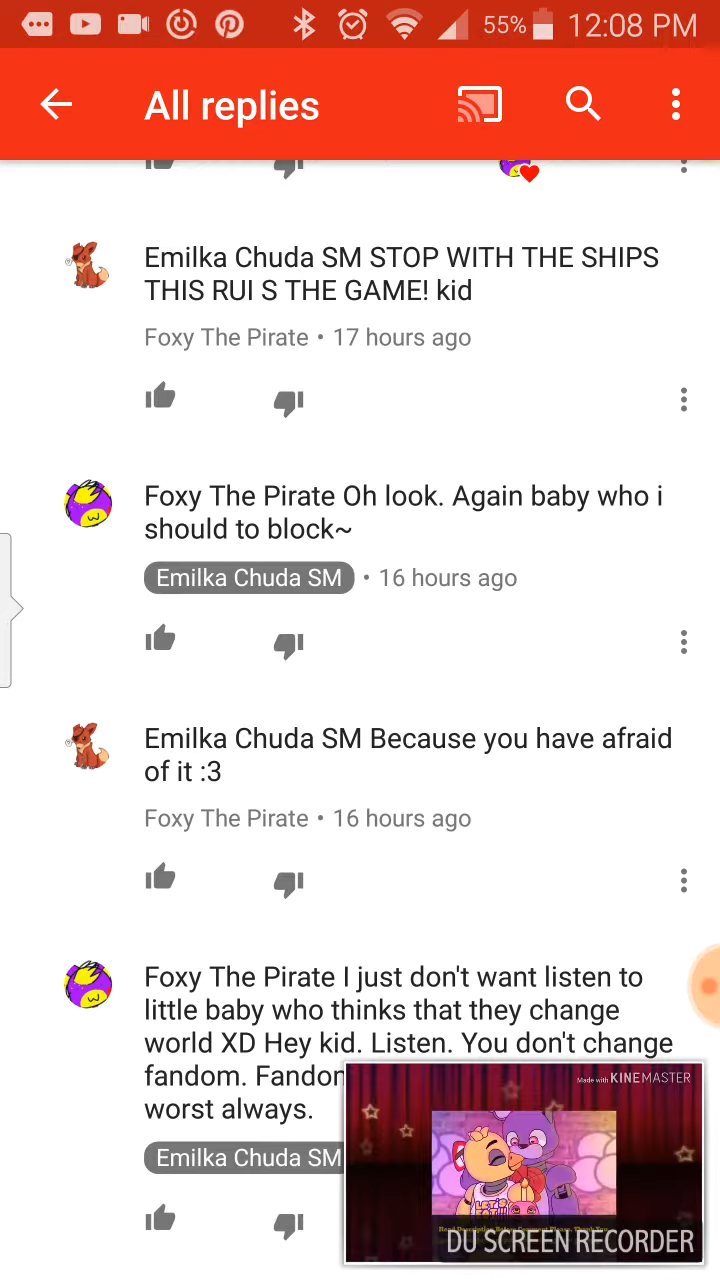 55% 12:08 PM
All replies
Emilka Chuda SM STOP WITH THE SHIPS
THIS RUI S THE GAME! kid
Foxy The Pirate • 17 hours ago
Foxy The Pirate Oh look. Again baby who i
should to block~
Emilka Chuda SM • 16 hours ago
Emilka Chuda SM Because you have afraid
of it :3
Foxy The Pirate • 16 hours ago
Foxy The Pirate I just don't want listen to
little baby who thinks that they change
world XD Hey kid. Listen. You don't change
fandom. Fandom
worst always.
Emilka Chuda SM
Made with KINEMASTER
LET'S EAT!!!
DU SCREEN RECORDER